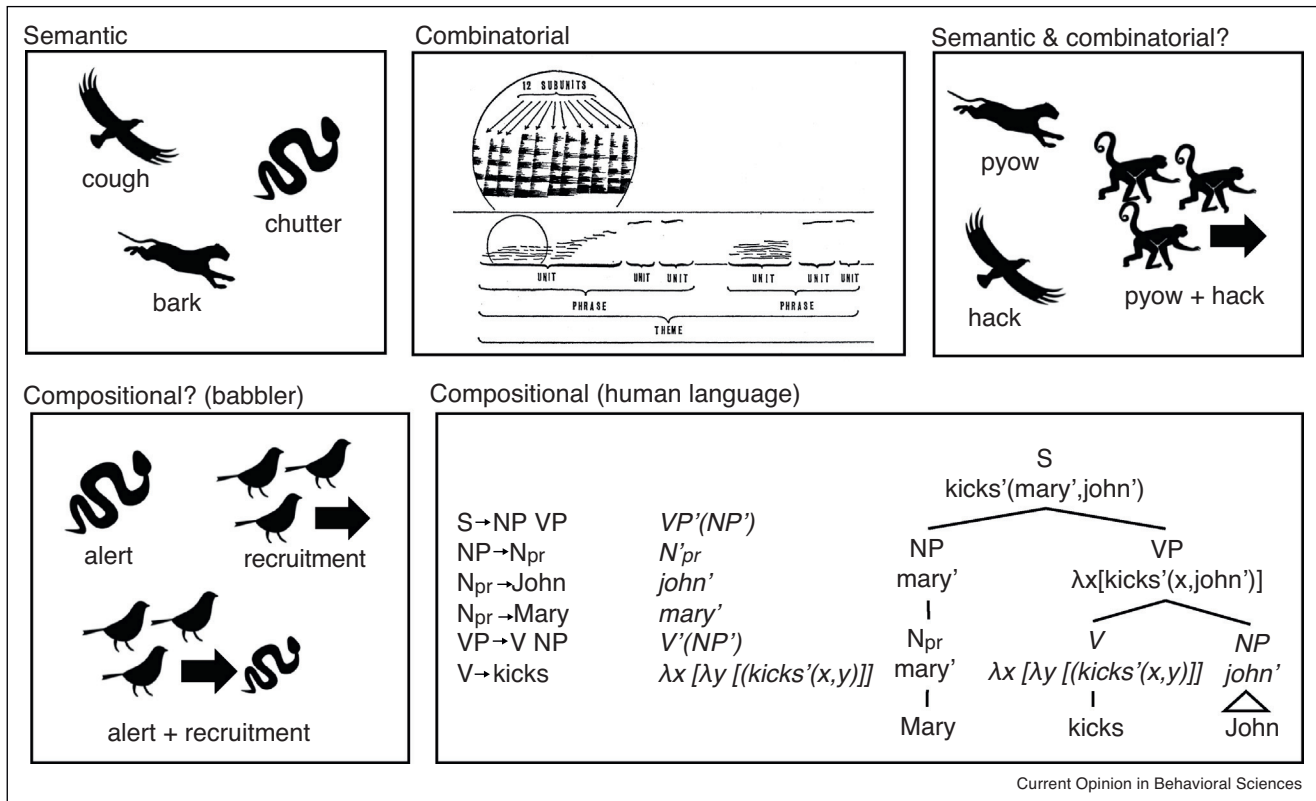 Semantic
cough
chutter
bark
Combinatorial
12 SUBUNITS
UNIT UNIT UNIT UNIT UNIT UNIT
PHRASE PHRASE
THEME
Semantic & combinatorial?
pyow
hack
pyow + hack
Compositional? (babbler)
alert
recruitment
alert + recruitment
Compositional (human language)
S→NP VP VP’(NP’)
NP→Npr N’pr
Npr→John john’
Npr→Mary mary’
VP→V NP V’(NP’)
V→kicks λx [λy [(kicks’(x,y)]]
S
kicks’(mary’,john’)
NP VP
mary’ λx[kicks’(x,john’)]
Npr V NP
mary’ λx [λy [(kicks’(x,y)]] john’
Mary kicks John
Current Opinion in Behavioral Sciences